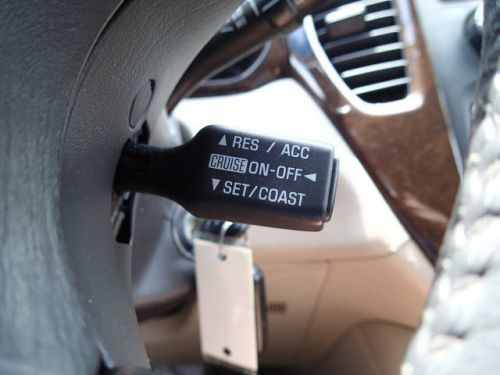 ▲ RES / ACC
CRUISE ON-OFF ◄
▼ SET/COAST